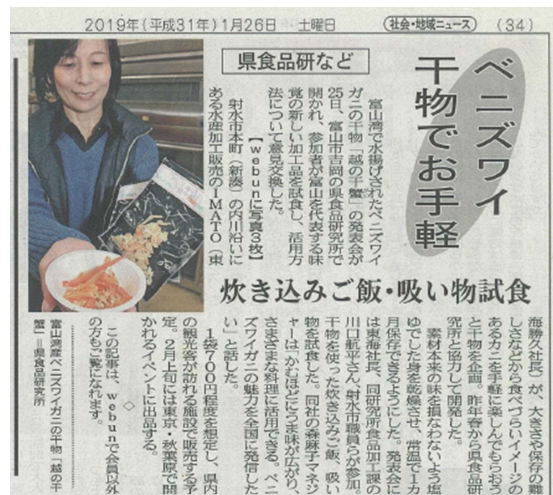 2019年(平成31年)1月26日 土曜日 (社会・地域ニュース) (34)
ベニズワイ
干物でお手軽
県食品研など
炊き込みご飯・吸い物試食
富山湾で水揚げされたベニズワイ
ガニの干物「越の干蟹」の発表会が
25日、富山市吉岡の県食品研究所で
開かれ、参加者が富山を代表する味
覚の新しい加工品を試食し、活用方
法について意見交換した。
【webunに写真3枚】
射水市本町(新湊)の内川沿いに
ある水産加工販売のIMATO(東
海勝久社長)が、大きさや保存の難
しさなどから食べづらいイメージの
あるカニを手軽に楽しんでもらおう
と干物を企画。昨年春から県食品研
究所と協力して開発した。
素材本来の味を損なわないよう塩
ゆでした身を乾燥させ、常温で1カ
月保存できるようにした。発表会に
は東海社長、同研究所食品加工課の
川口航平さん、射水市職員らが参加。
干物を使った炊き込みご飯、吸い
物を試食した。同社の森麻子マネジ
ャーは「かむほどにうま味が広がり、
さまざまな料理に活用できる。ベニ
ズワイガニの魅力を全国に発信した
い」と話した。
1袋700円程度を想定し、県内
の観光客が訪れる施設で販売する予
定。2月上旬には東京・秋葉原で開
かれるイベントに出品する。
◇
この記事は、webunで会員以外
の方もご覧になれます。
富山湾産ベニズワイガニの干物「越の干
蟹」=県食品研究所